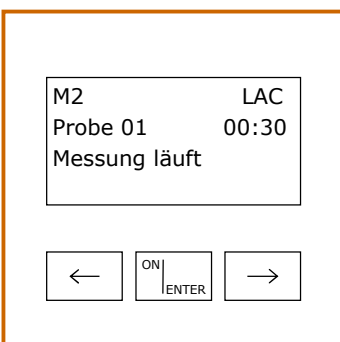 M2 LAC
Probe 01 00:30
Messung läuft
← ON ENTER →